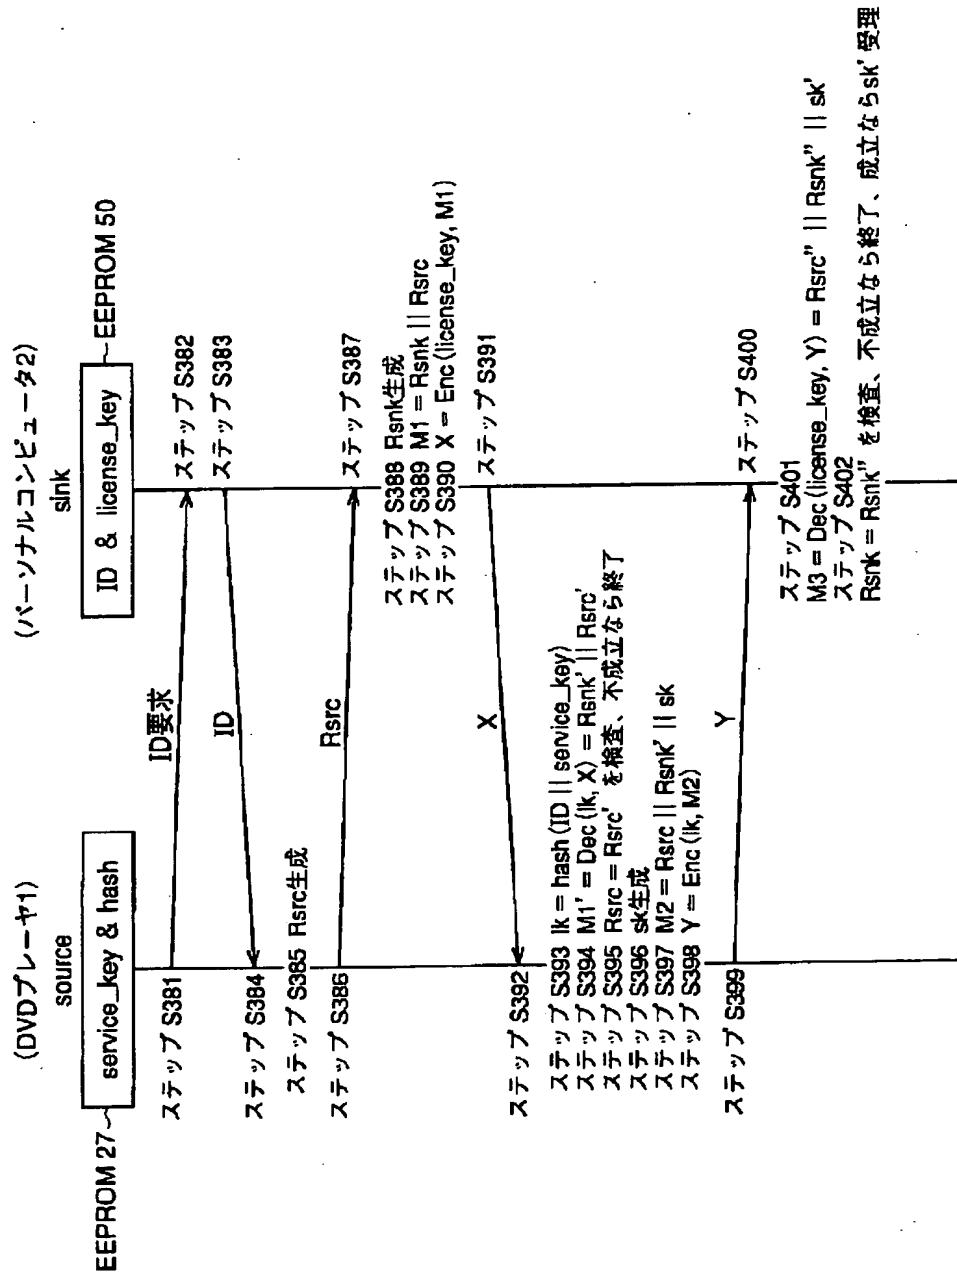 (DVDプレーヤ1)
source
EEPROM 27
service_key & hash
(パーソナルコンピュータ2)
sink
ID & license_key
EEPROM 50
ステップ S381
ID要求
ステップ S382
ステップ S383
ID
ステップ S384
ステップ S385 Rsrc生成
ステップ S386
Rsrc
ステップ S387
ステップ S388 Rsnk生成
ステップ S389 M1 = Rsnk || Rsrc
ステップ S390 X = Enc (license_key, M1)
ステップ S391
X
ステップ S392
ステップ S393 lk = hash (ID || service_key)
ステップ S394 M1' = Dec (lk, X) = Rsnk' || Rsrc'
ステップ S395 Rsrc = Rsrc' を検査、不成立なら終了
ステップ S396 sk生成
ステップ S397 M2 = Rsrc || Rsnk' || sk
ステップ S398 Y = Enc (lk, M2)
ステップ S399
Y
ステップ S400
ステップ S401
M3 = Dec (license_key, Y) = Rsrc" || Rsnk" || sk'
ステップ S402
Rsnk = Rsnk" を検査、不成立なら終了、成立ならsk' 受理